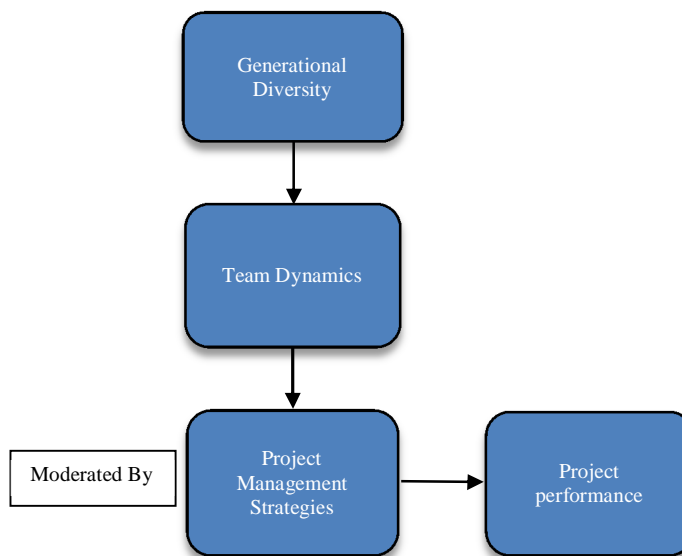 Generational
Diversity
Team Dynamics
Moderated By
Project
Management
Strategies
Project
performance